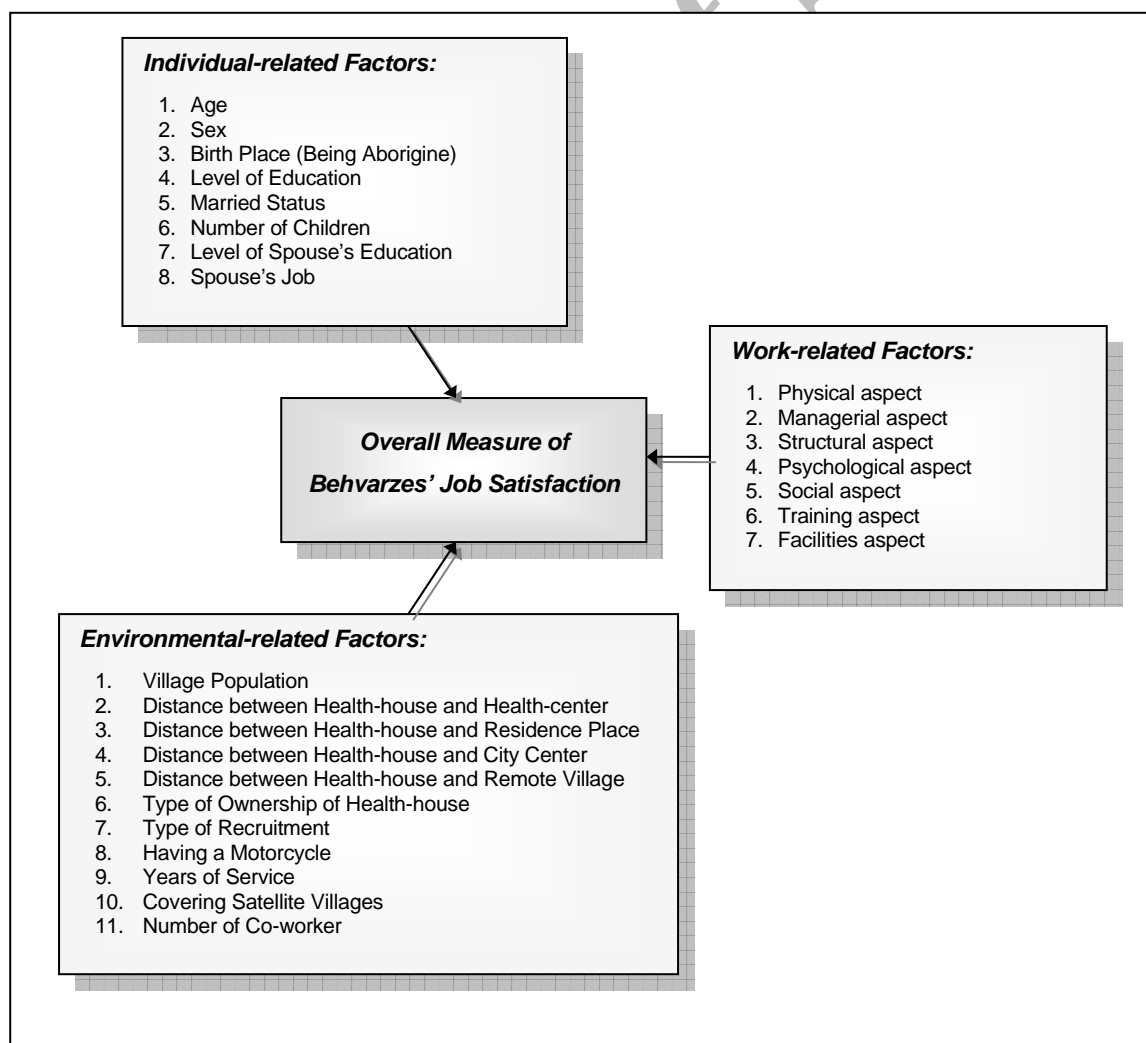 Individual-related Factors:
1. Age
2. Sex
3. Birth Place (Being Aborigine)
4. Level of Education
5. Married Status
6. Number of Children
7. Level of Spouse’s Education
8. Spouse’s Job
Overall Measure of
Behvarzes’ Job Satisfaction
Work-related Factors:
1. Physical aspect
2. Managerial aspect
3. Structural aspect
4. Psychological aspect
5. Social aspect
6. Training aspect
7. Facilities aspect
Environmental-related Factors:
1. Village Population
2. Distance between Health-house and Health-center
3. Distance between Health-house and Residence Place
4. Distance between Health-house and City Center
5. Distance between Health-house and Remote Village
6. Type of Ownership of Health-house
7. Type of Recruitment
8. Having a Motorcycle
9. Years of Service
10. Covering Satellite Villages
11. Number of Co-worker